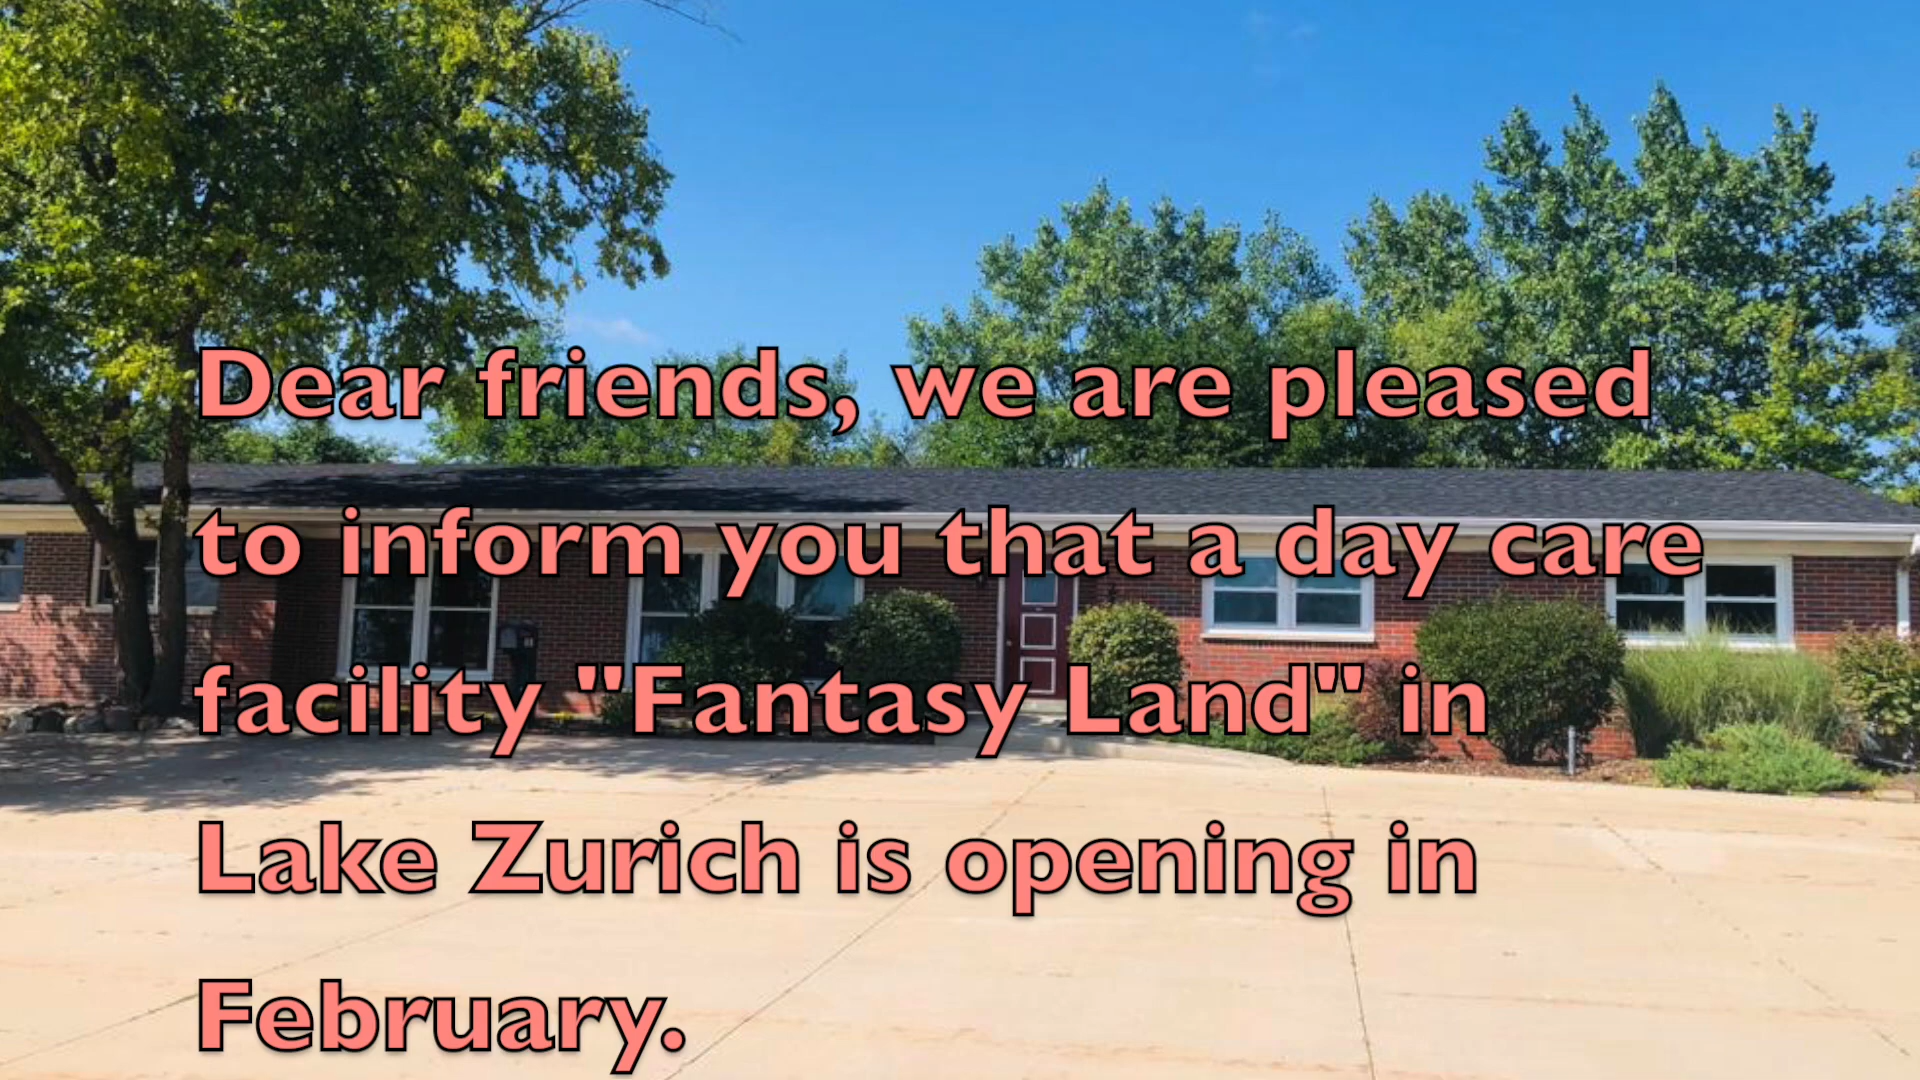 Dear friends, we are pleased
to inform you that a day care
facility "Fantasy Land" in
Lake Zurich is opening in
February.